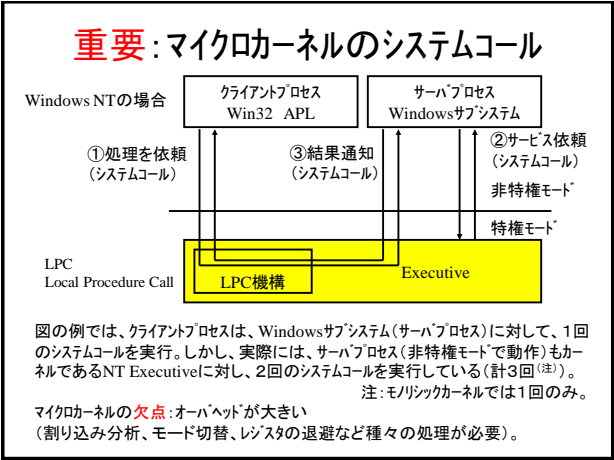 重要:マイクロカーネルのシステムコール
Windows NTの場合
クライアントプロセス
Win32 APL
サーバプロセス
Windowsサブシステム
①処理を依頼
(システムコール)
③結果通知
(システムコール)
②サービス依頼
(システムコール)
非特権モード
特権モード
LPC
Local Procedure Call
LPC機構
Executive
図の例では、クライアントプロセスは、Windowsサブシステム(サーバプロセス)に対して、1回
のシステムコールを実行。しかし、実際には、サーバプロセス(非特権モードで動作)もカー
ネルであるNT Executiveに対し、2回のシステムコールを実行している(計3回(注))。
注:モノリシックカーネルでは1回のみ。
マイクロカーネルの欠点:オーバヘッドが大きい
(割り込み分析、モード切替、レジスタの退避など種々の処理が必要)。